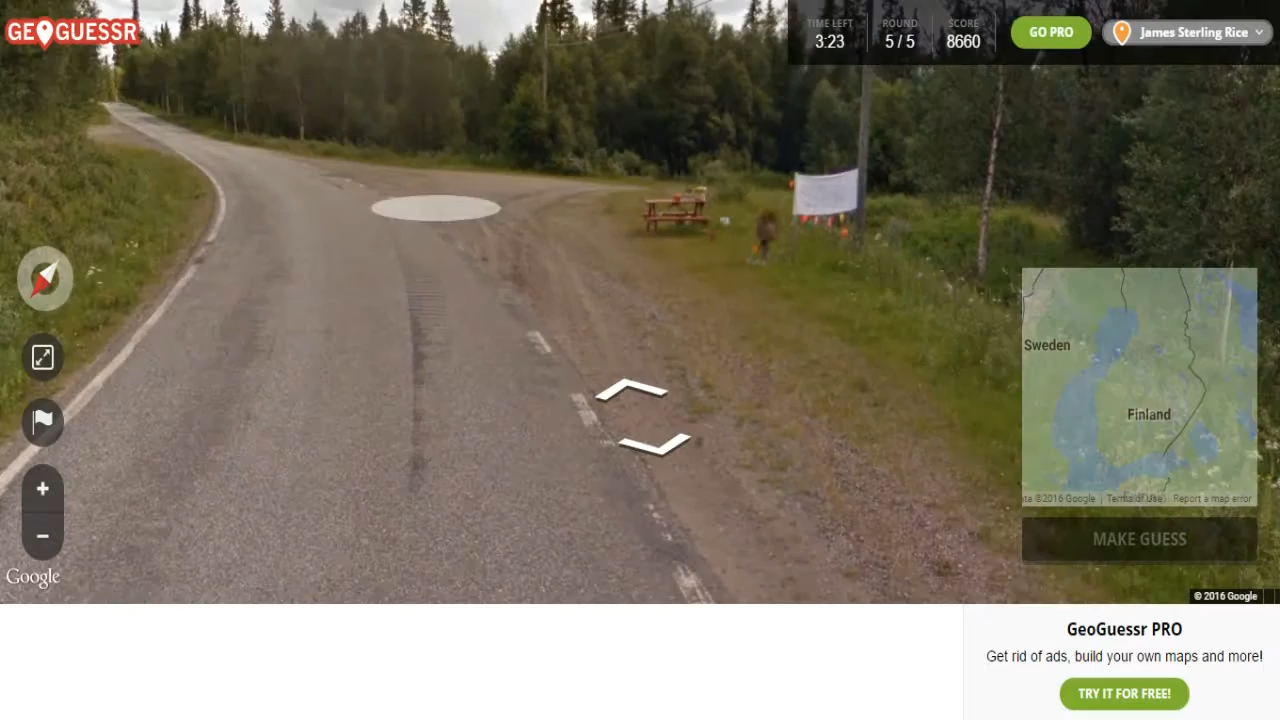 GEOGUESSR
TIME LEFT
3:23
ROUND
5 / 5
SCORE
8660
GO PRO
James Sterling Rice
Sweden
Finland
©2016 Google
Terms of Use
Report a map error
MAKE GUESS
Google
© 2016 Google
GeoGuessr PRO
Get rid of ads, build your own maps and more!
TRY IT FOR FREE!